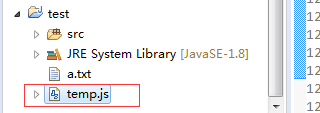 test
src
JRE System Library [JavaSE-1.8]
a.txt
temp.js